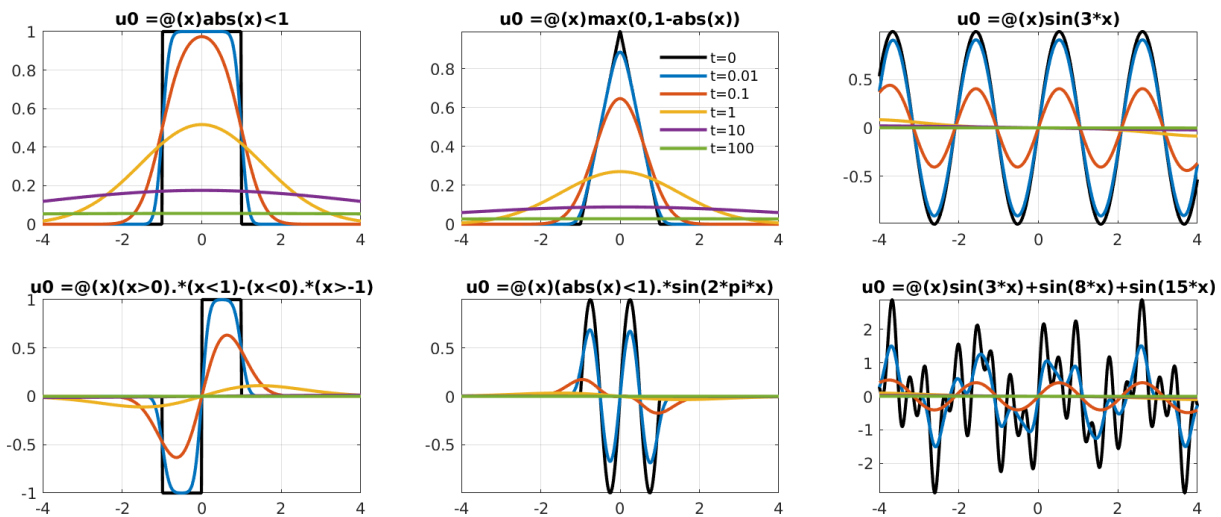 u0 =@(x)abs(x)<1
1
0.8
0.6
0.4
0.2
0
-4 -2 0 2 4
u0 =@(x)max(0,1-abs(x))
0.8
0.6
0.4
0.2
0
-4 -2 0 2 4
t=0
t=0.01
t=0.1
t=1
t=10
t=100
u0 =@(x)sin(3*x)
0.5
0
-0.5
-4 -2 0 2 4
u0 =@(x)(x>0).*(x<1)-(x<0).*(x>-1)
1
0.5
0
-0.5
-1
-4 -2 0 2 4
u0 =@(x)(abs(x)<1).*sin(2*pi*x)
0.5
0
-0.5
-4 -2 0 2 4
u0 =@(x)sin(3*x)+sin(8*x)+sin(15*x)
2
1
0
-1
-2
-4 -2 0 2 4